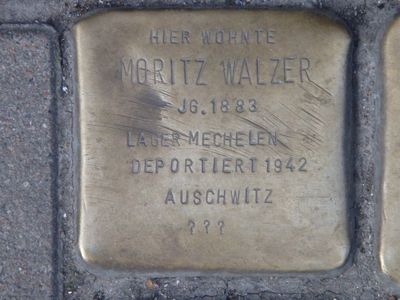 HIER WOHNTE
MORITZ WALZER
JG. 1883
LAGER MECHELEN
DEPORTIERT 1942
AUSCHWITZ
???